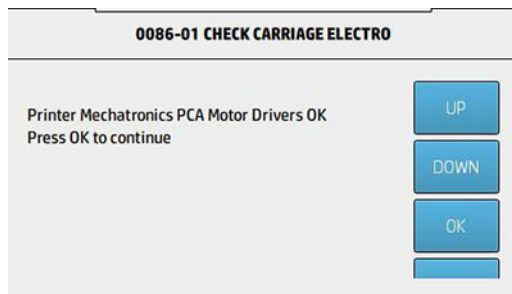 0086-01 CHECK CARRIAGE ELECTRO
Printer Mechatronics PCA Motor Drivers OK
Press OK to continue
UP
DOWN
OK